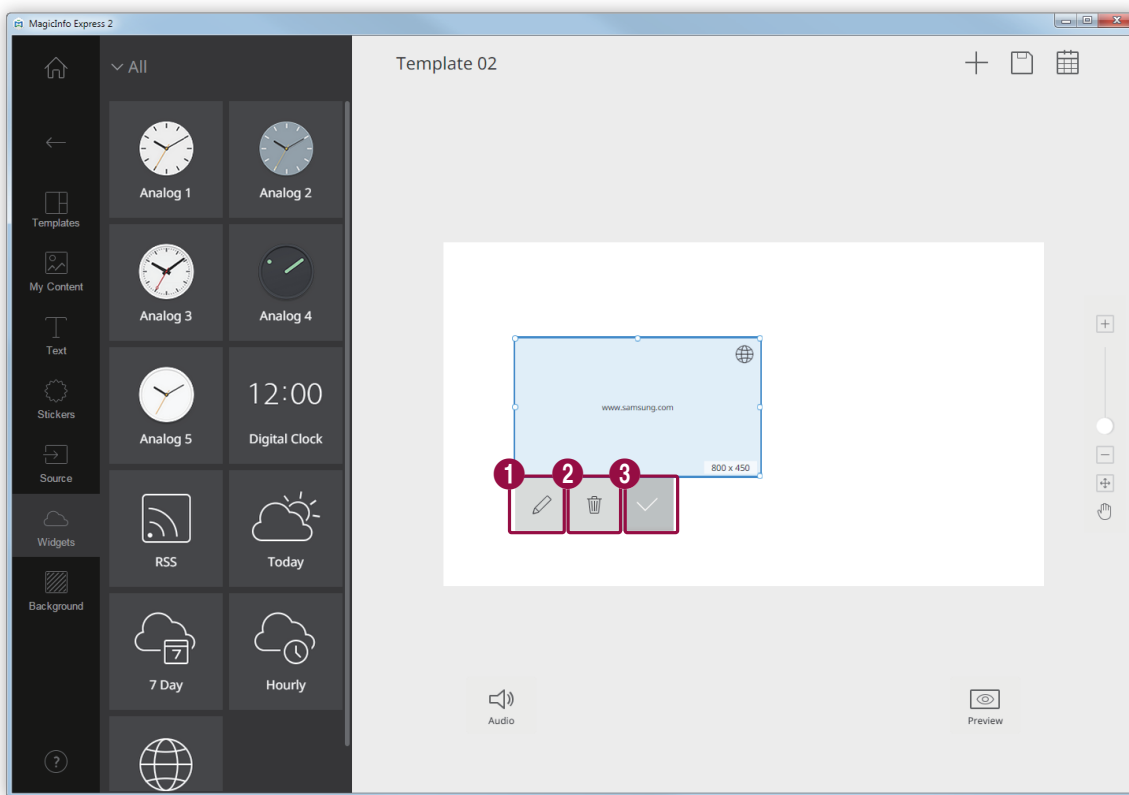 MagicInfo Express 2
All
Template 02
Analog 1
Analog 2
Templates
My Content
Analog 3
Analog 4
Text
www.samsung.com
12:00
Stickers
Analog 5
Digital Clock
800 x 450
Source
1
2
3
Widgets
RSS
Today
Background
7
7 Day
Hourly
Audio
Preview
?